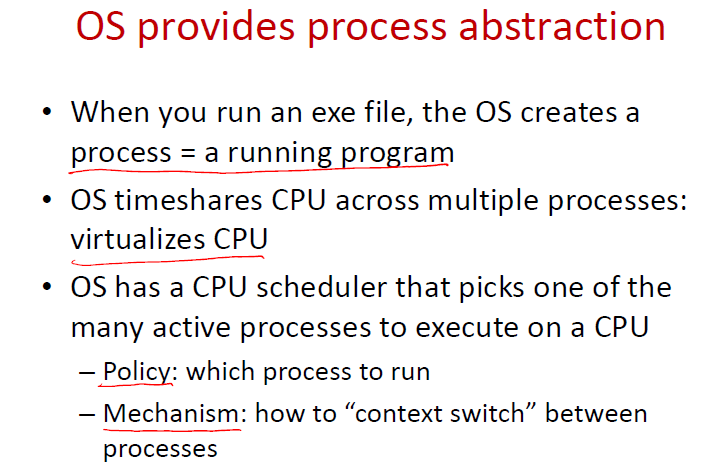 OS provides process abstraction
• When you run an exe file, the OS creates a
process = a running program
• OS timeshares CPU across multiple processes:
virtualizes CPU
• OS has a CPU scheduler that picks one of the
many active processes to execute on a CPU
– Policy: which process to run
– Mechanism: how to “context switch” between
processes